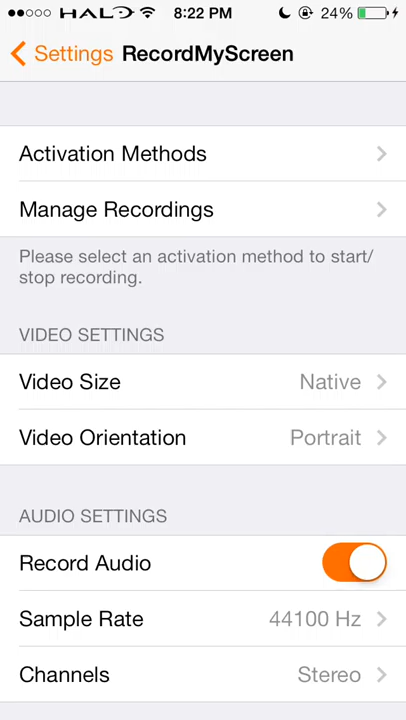 HALO 8:22 PM 24%
Settings RecordMyScreen
Activation Methods
Manage Recordings
Please select an activation method to start/
stop recording.
VIDEO SETTINGS
Video Size Native
Video Orientation Portrait
AUDIO SETTINGS
Record Audio
Sample Rate 44100 Hz
Channels Stereo